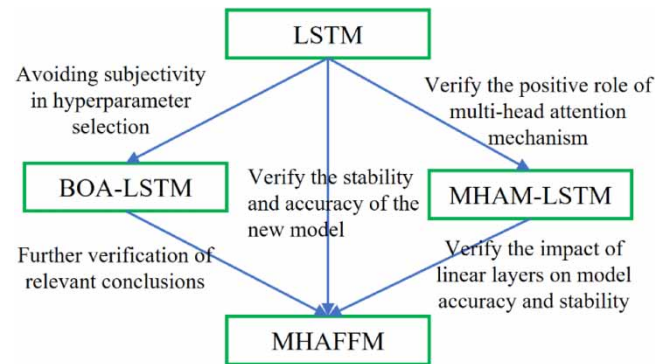 LSTM
Avoiding subjectivity
in hyperparameter
selection
Verify the positive role of
multi-head attention
mechanism
BOA-LSTM
Verify the stability
and accuracy of the
new model
MHAM-LSTM
Further verification of
relevant conclusions
Verify the impact of
linear layers on model
accuracy and stability
MHAFFM